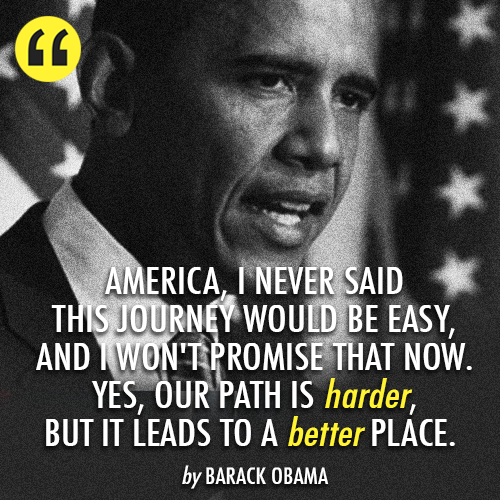 “
AMERICA, I NEVER SAID
THIS JOURNEY WOULD BE EASY,
AND I WON'T PROMISE THAT NOW.
YES, OUR PATH IS harder,
BUT IT LEADS TO A better PLACE.
by BARACK OBAMA